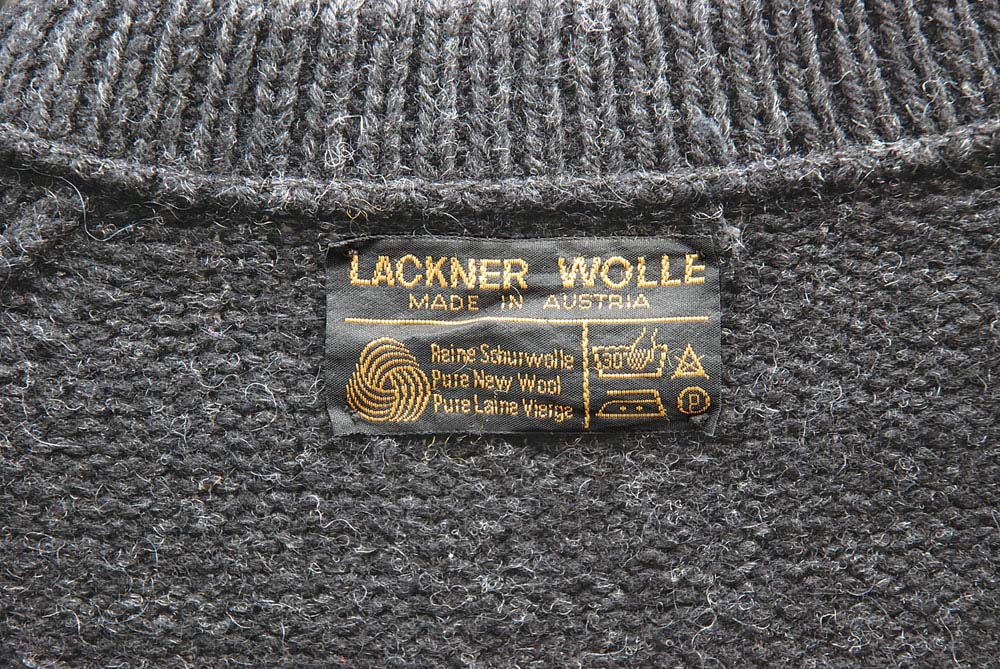 LACKNER WOLLE
MADE IN AUSTRIA
Reine Schurwolle
Pure New Wool
Pure Laine Vierge
30°
P